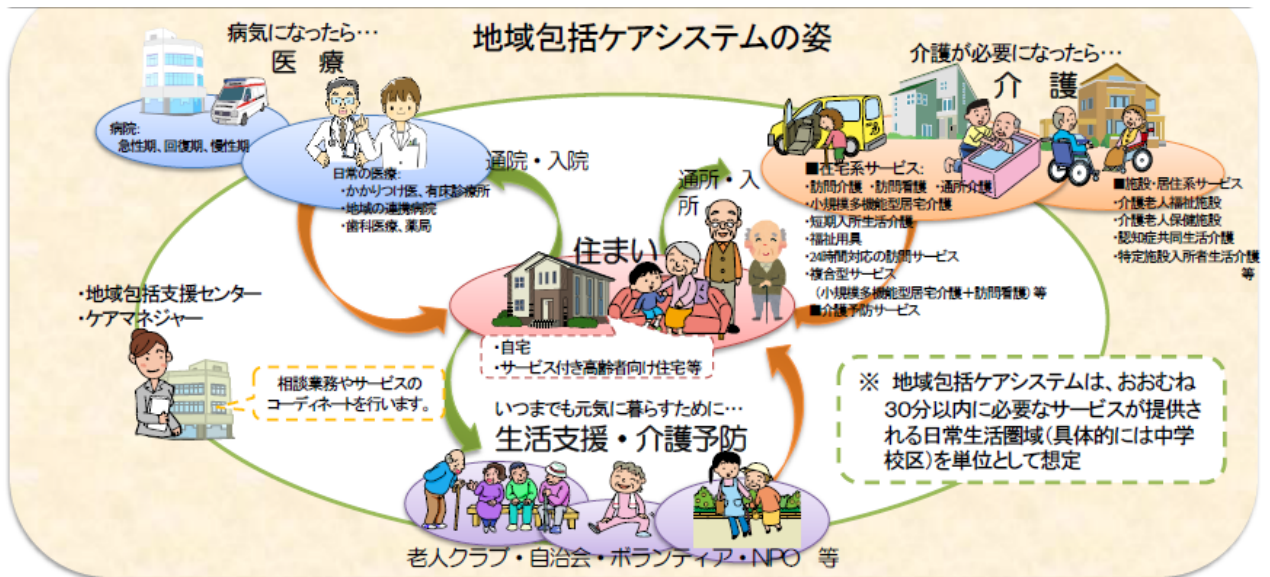 地域包括ケアシステムの姿
病気になったら…
医 療
病院:
急性期、回復期、慢性期
日常の医療:
・かかりつけ医、有床診療所
・地域の連携病院
・歯科医療、薬局
通院・入院
通所・入
所
介護が必要になったら…
介 護
■在宅系サービス:
・訪問介護 ・訪問看護 ・通所介護
・小規模多機能型居宅介護
・短期入所生活介護
・福祉用具
・24時間対応の訪問サービス
・複合型サービス
(小規模多機能型居宅介護+訪問看護)等
■介護予防サービス
■施設・居住系サービス
・介護老人福祉施設
・介護老人保健施設
・認知症共同生活介護
・特定施設入所者生活介護
等
住まい
・自宅
・サービス付き高齢者向け住宅等
・地域包括支援センター
・ケアマネジャー
相談業務やサービスの
コーディネートを行います。
いつまでも元気に暮らすために…
生活支援・介護予防
老人クラブ・自治会・ボランティア・NPO 等
※ 地域包括ケアシステムは、おおむね
30分以内に必要なサービスが提供さ
れる日常生活圏域(具体的には中学
校区)を単位として想定